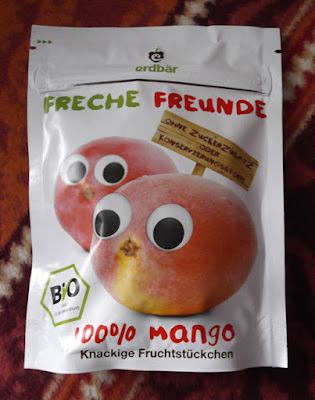 erdbär
FRECHE FREUNDE
OHNE ZUCKERZUSATZ
ODER
KONSERVIERUNGSSTOFFE
Bio
100% mango
Knackige Fruchtstückchen